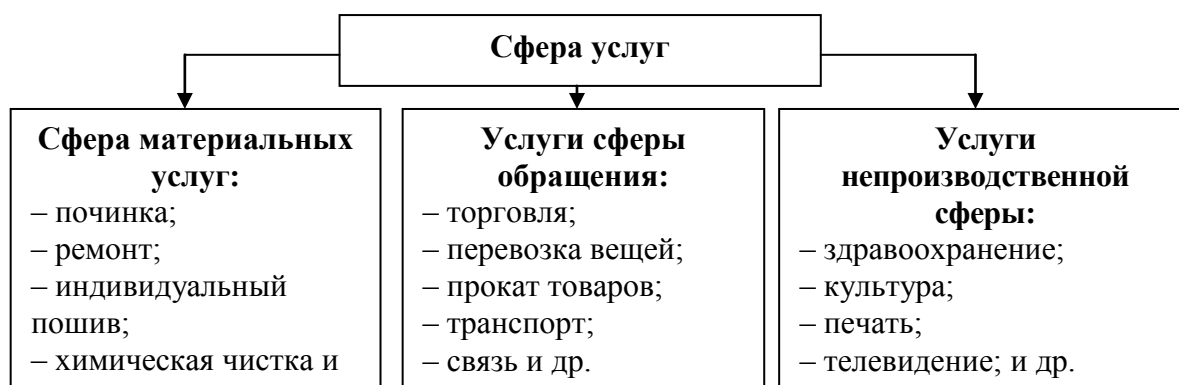 Сфера услуг
Сфера материальных
услуг:
– починка;
– ремонт;
– индивидуальный
пошив;
– химическая чистка и
Услуги сферы
обращения:
– торговля;
– перевозка вещей;
– прокат товаров;
– транспорт;
– связь и др.
Услуги
непроизводственной
сферы:
– здравоохранение;
– культура;
– печать;
– телевидение; и др.